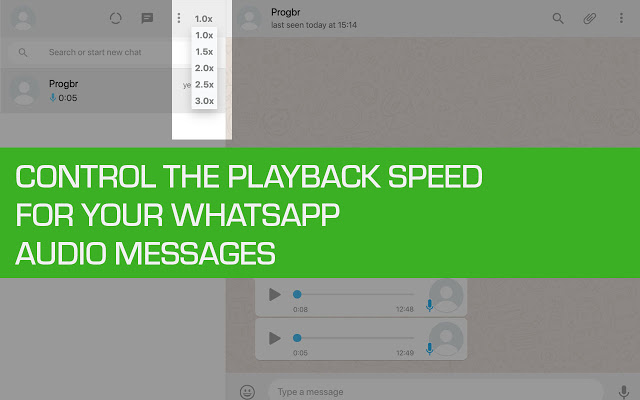 1.0x
Progbr
last seen today at 15:14
1.0x
1.5x
2.0x
2.5x
3.0x
Search or start new chat
Progbr
ye
0:05
CONTROL THE PLAYBACK SPEED
FOR YOUR WHATSAPP
AUDIO MESSAGES
0:08 12:48
0:05 12:49
Type a message